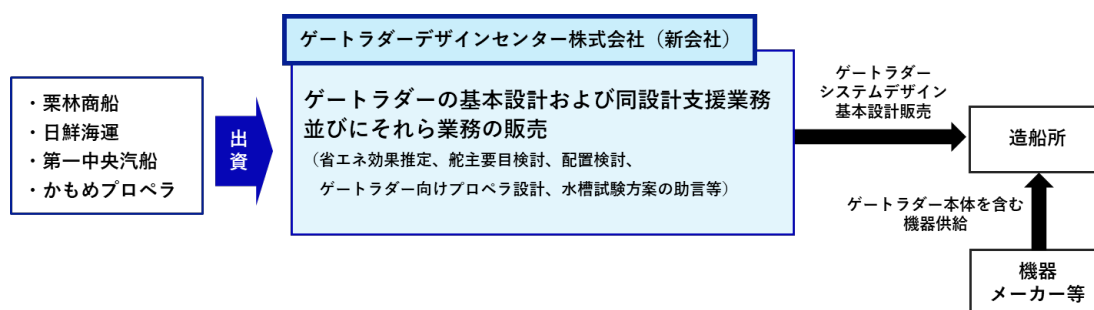 ゲートラダーデザインセンター株式会社（新会社）
・栗林商船
・日鮮海運
・第一中央汽船
・かもめプロペラ
出
資
ゲートラダーの基本設計および同設計支援業務
並びにそれら業務の販売
（省エネ効果推定、舵主要目検討、配置検討、
ゲートラダー向けプロペラ設計、水槽試験方案の助言等）
ゲートラダー
システムデザイン
基本設計販売
造船所
ゲートラダー本体を含む
機器供給
機器
メーカー等